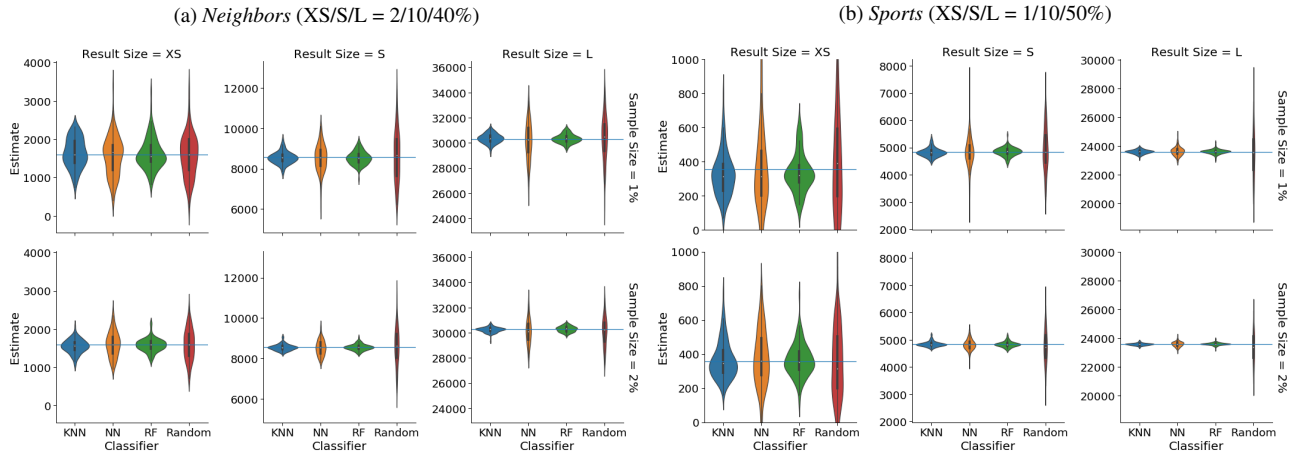 (a) Neighbors (XS/S/L = 2/10/40%)
Result Size = XS
Result Size = S
Result Size = L
4000
3000
2000
1000
0
Estimate
12000
10000
8000
6000
36000
34000
32000
30000
28000
26000
24000
Sample Size = 1%
4000
3000
2000
1000
0
Estimate
KNN NN RF Random
Classifier
12000
10000
8000
6000
KNN NN RF Random
Classifier
36000
34000
32000
30000
28000
26000
24000
KNN NN RF Random
Classifier
Sample Size = 2%
(b) Sports (XS/S/L = 1/10/50%)
Result Size = XS
Result Size = S
Result Size = L
1000
800
600
400
200
0
Estimate
8000
7000
6000
5000
4000
3000
2000
30000
28000
26000
24000
22000
20000
Sample Size = 1%
1000
800
600
400
200
0
Estimate
KNN NN RF Random
Classifier
8000
7000
6000
5000
4000
3000
2000
KNN NN RF Random
Classifier
30000
28000
26000
24000
22000
20000
KNN NN RF Random
Classifier
Sample Size = 2%